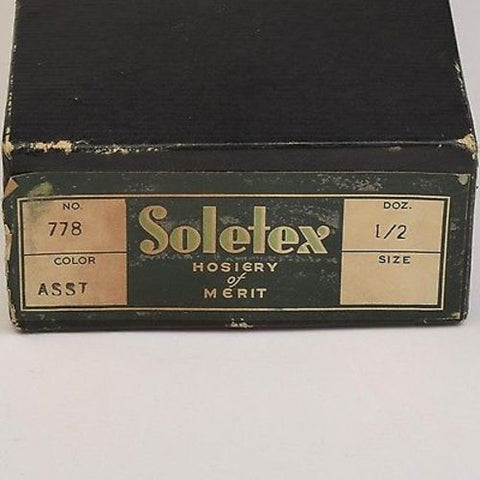 NO.
778
COLOR
ASST
Soletex
HOSIERY
of
MERIT
DOZ.
1/2
SIZE